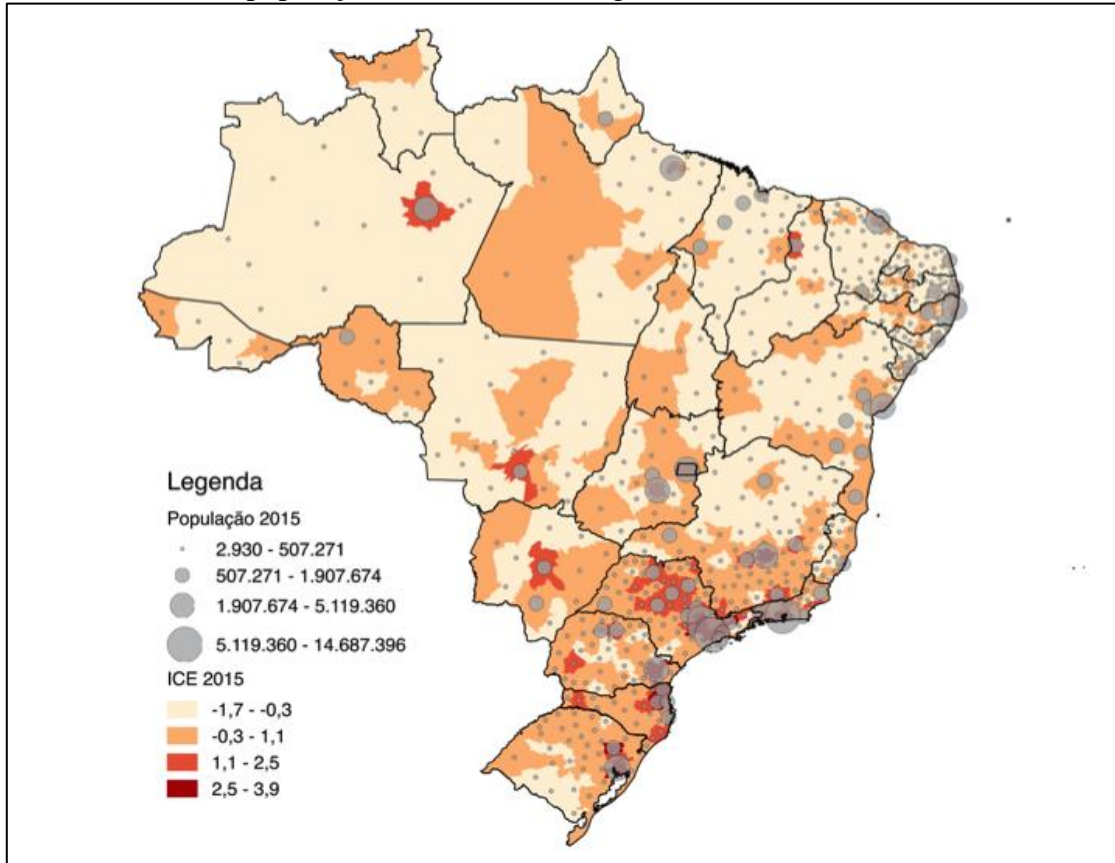 Legenda
População 2015
2.930 - 507.271
507.271 - 1.907.674
1.907.674 - 5.119.360
5.119.360 - 14.687.396
ICE 2015
-1,7 - -0,3
-0,3 - 1,1
1,1 - 2,5
2,5 - 3,9